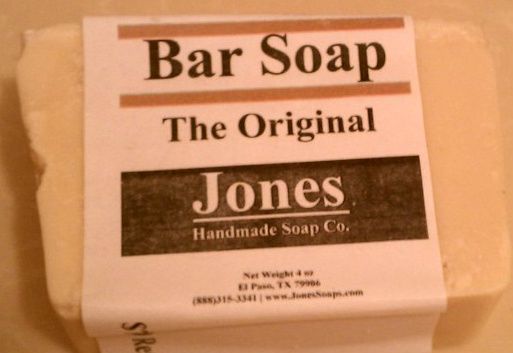 Bar Soap
The Original
Jones
Handmade Soap Co.
Net Weight 4 oz
El Paso, TX 79906
(888)315-3341 | www.JonesSoaps.com